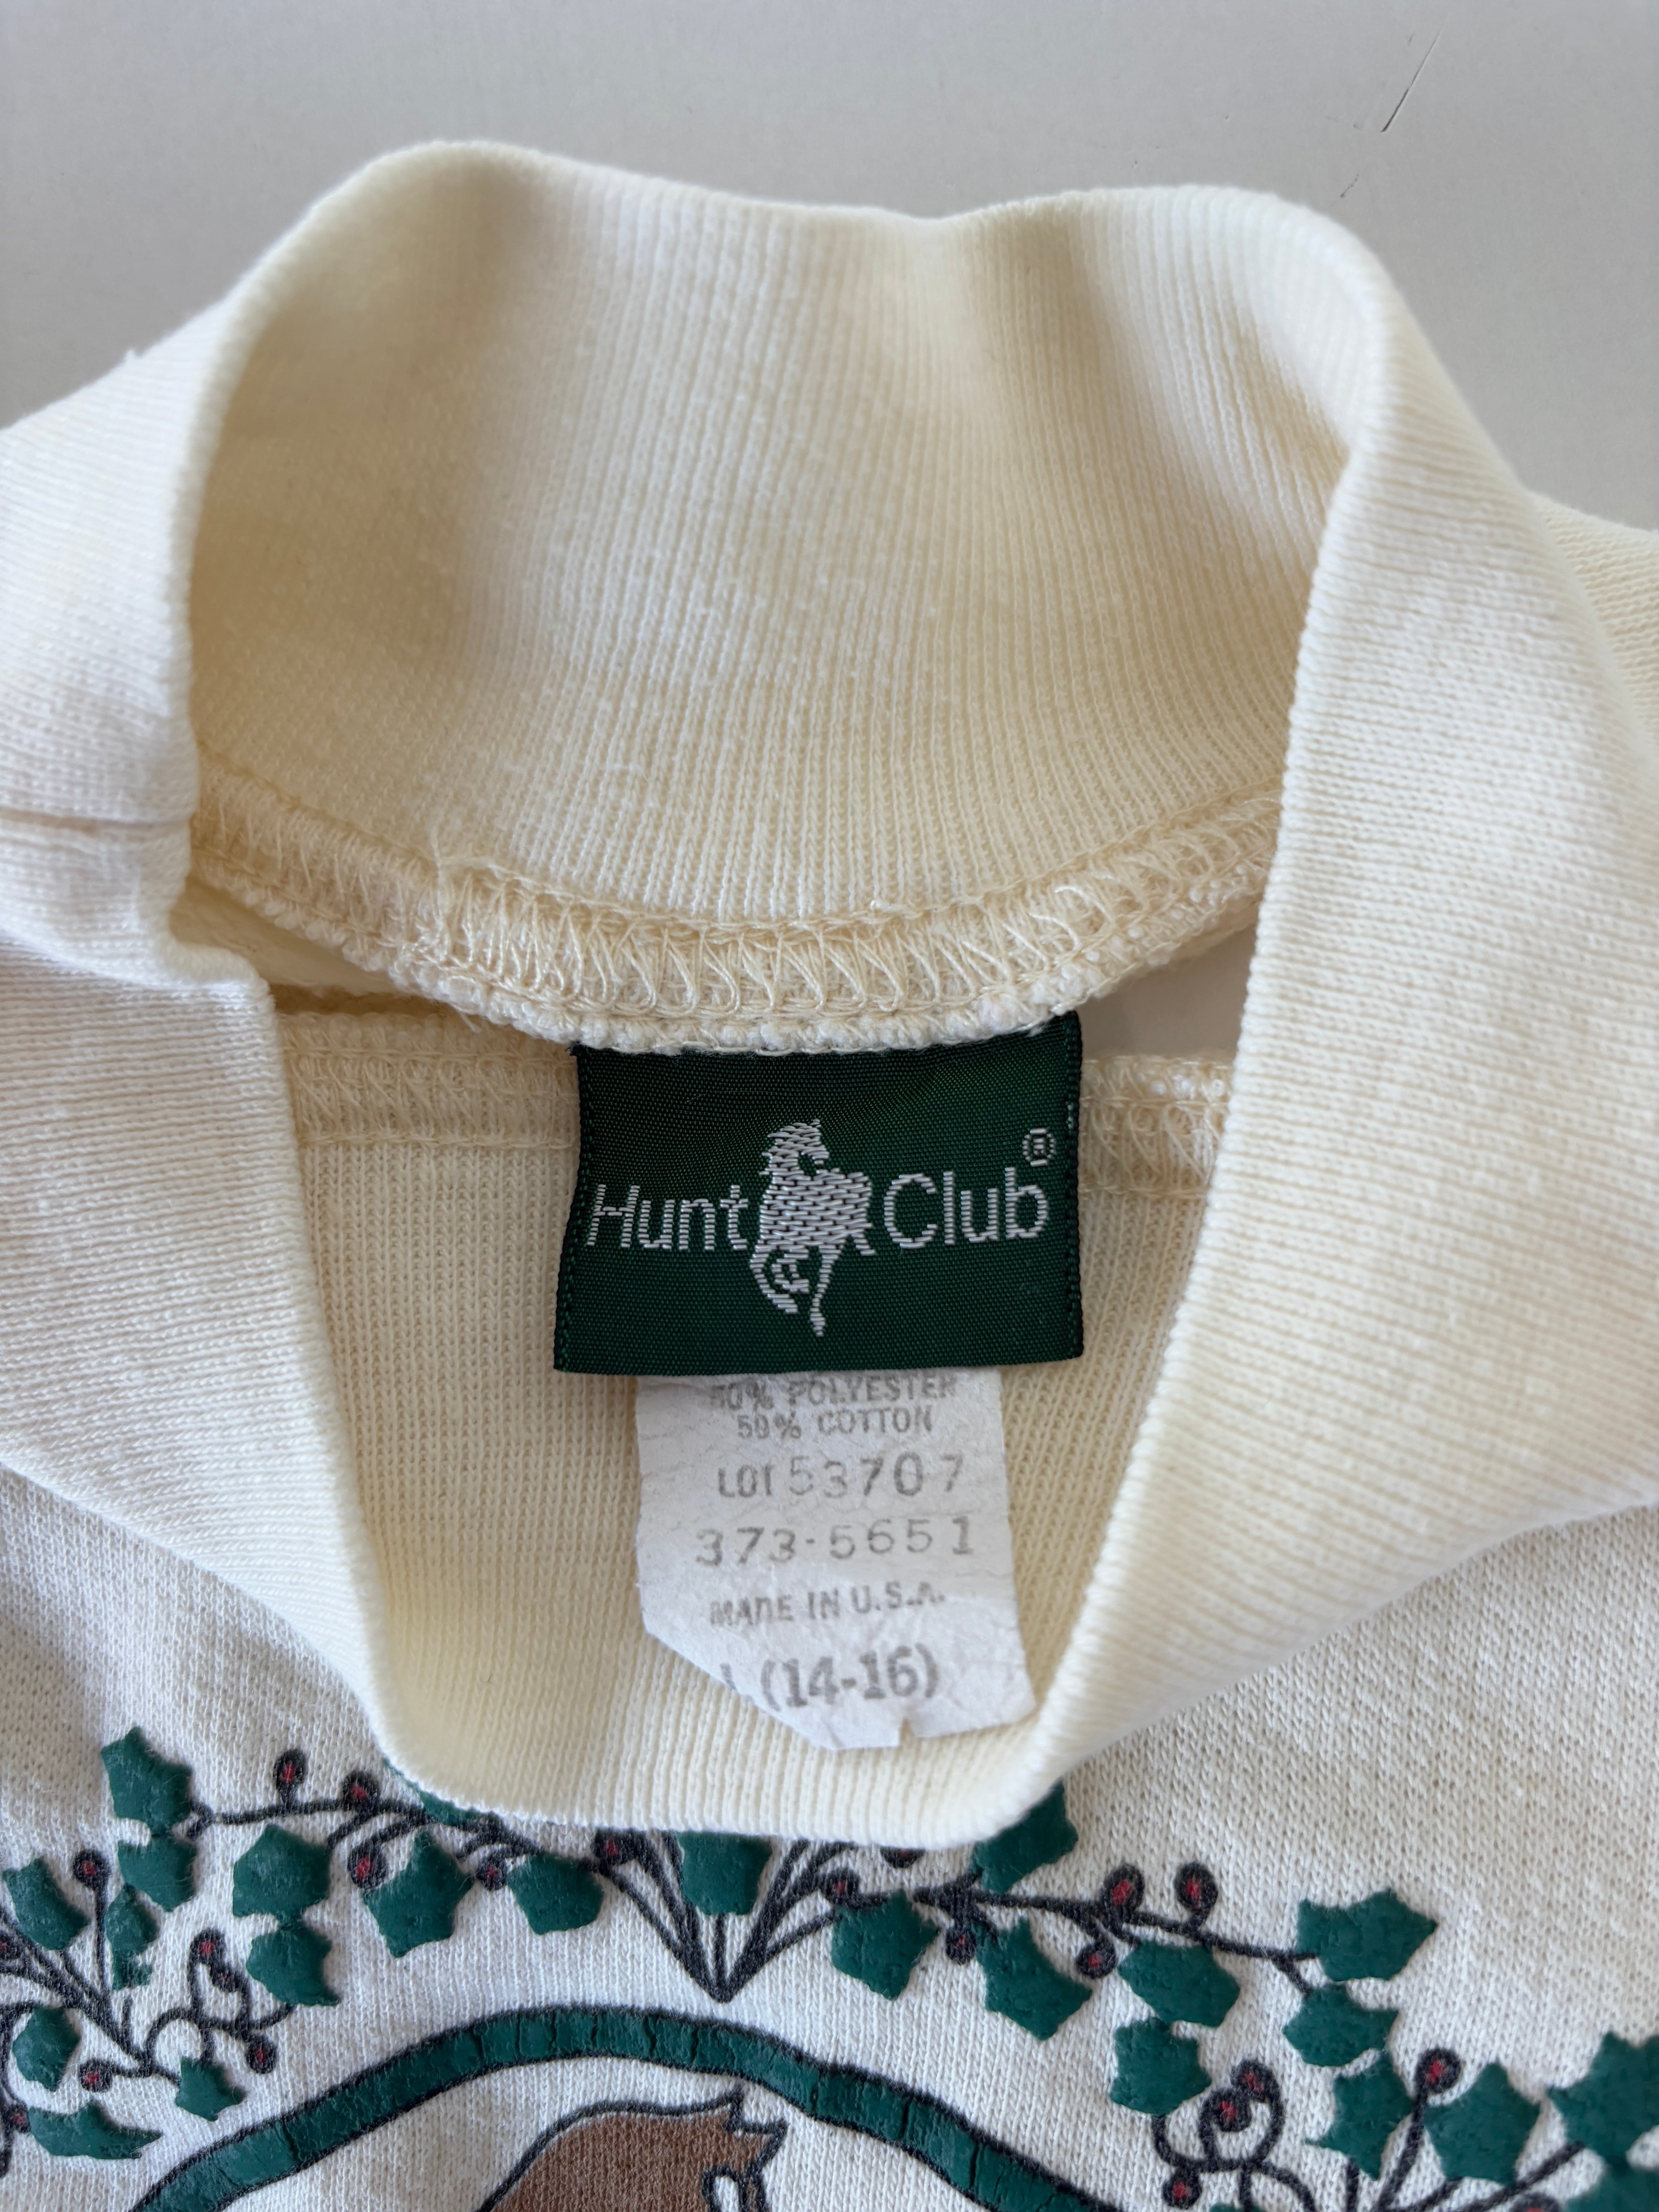 Hunt Club®
50% POLYESTER
50% COTTON
LOT 53707
373-5651
MADE IN U.S.A.
L (14-16)